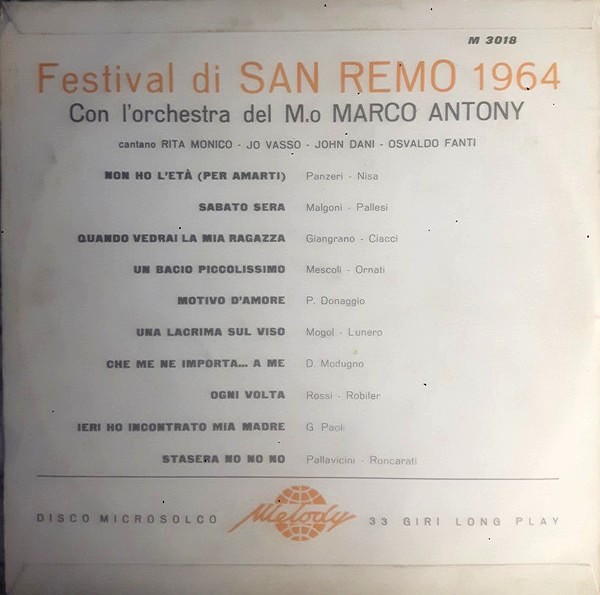 M 3018
Festival di SAN REMO 1964
Con l'orchestra del M.o MARCO ANTONY
cantano RITA MONICO - JO VASSO - JOHN DANI - OSVALDO FANTI
NON HO L'ETÀ (PER AMARTI) Panzeri - Nisa
SABATO SERA Malgoni - Pallesi
QUANDO VEDRAI LA MIA RAGAZZA Giangrano - Ciacci
UN BACIO PICCOLISSIMO Mescoli - Ornati
MOTIVO D'AMORE P. Donaggio
UNA LACRIMA SUL VISO Mogol - Lunero
CHE ME NE IMPORTA... A ME D. Modugno
OGNI VOLTA Rossi - Robifer
IERI HO INCONTRATO MIA MADRE G. Paoli
STASERA NO NO NO Pallavicini - Roncarati
DISCO MICROSOLCO Melody 33 GIRI LONG PLAY